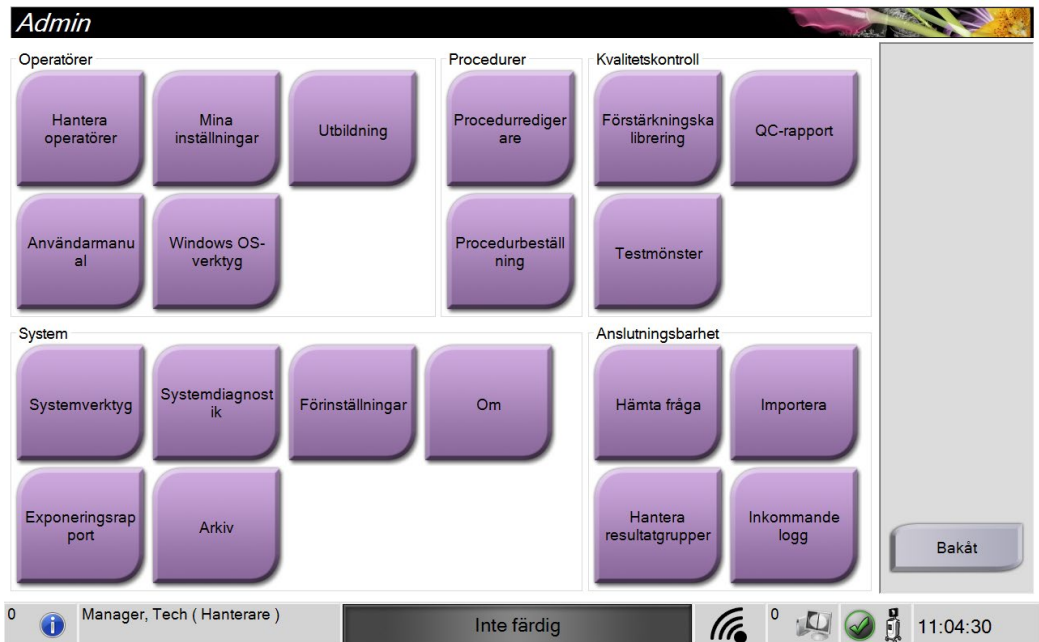 Admin
Operatörer
Hantera
operatörer
Mina
inställningar
Utbildning
Användarmanu
al
Windows OS-
verktyg
Procedurer
Procedurrediger
are
Procedurbeställ
ning
Kvalitetskontroll
Förstärkningska
librering
QC-rapport
Testmönster
System
Systemverktyg
Systemdiagnost
ik
Förinställningar
Om
Exponeringsrap
port
Arkiv
Anslutningsbarhet
Hämta fråga
Importera
Hantera
resultatgrupper
Inkommande
logg
Bakåt
0
Manager, Tech ( Hanterare )
Inte färdig
0
11:04:30